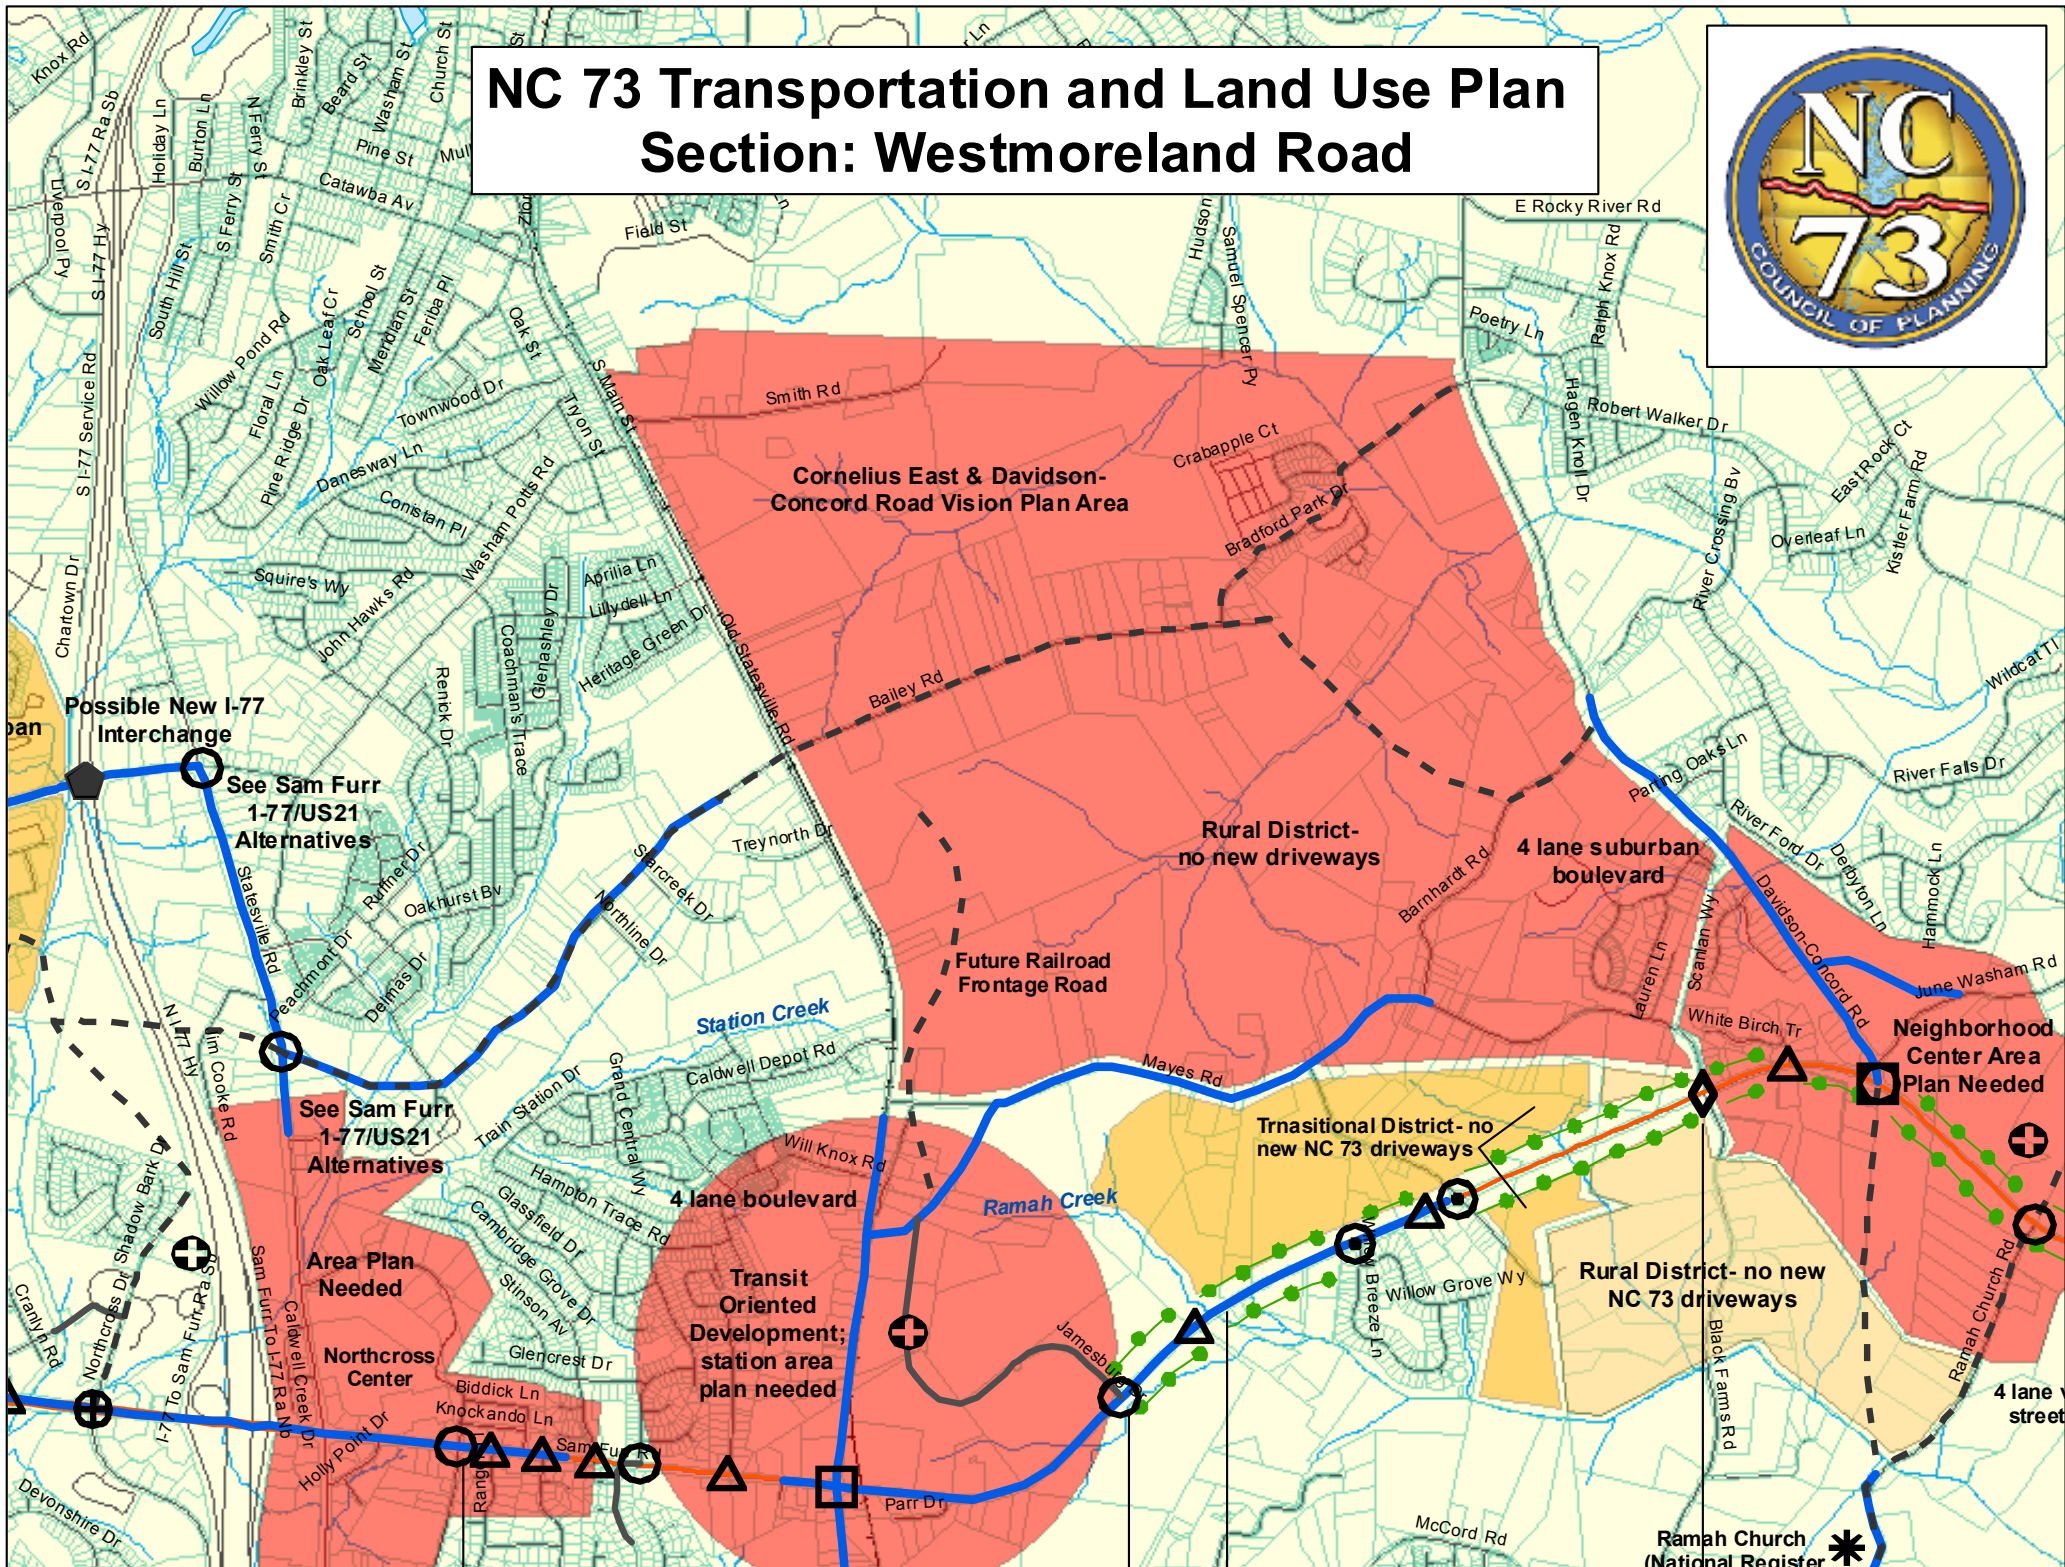 NC 73 Transportation and Land Use Plan
Section: Westmoreland Road
NC
73
COUNCIL OF PLANNING
Knox Rd
S I-77 Ra Sb
Holiday Ln
Burton Ln
N Ferry St
Brinkley St
Beard St
Washam St
Church St
St
Pine St
Catawba Av
Liverpool Py
S I-77 Hy
S Ferry St
Smith Cr
South Hill St
School St
Meridian St
Feriba Pl
Oak Leaf Cr
Willow Pond Rd
Floral Ln
Pine Ridge Dr
Oak St
Townwood Dr
Tryon St
S Main St
Danesway Ln
Conistan Pl
Washam Potts Rd
S I-77 Service Rd
Field St
Ln
Hudson
Samuel Spencer Py
E Rocky River Rd
Ralph Knox Rd
Poetry Ln
Hagen Knoll Dr
Robert Walker Dr
East Rock Ct
Kistler Farm Rd
River Crossing Bv
Overleaf Ln
Wildcat Tl
Smith Rd
Crabapple Ct
Bradford Park Dr
Cornelius East & Davidson-
Concord Road Vision Plan Area
Squire's Wy
John Hawks Rd
Chartown Dr
Aprilia Ln
Lillydell Ln
Heritage Green Dr
Glenashley Dr
Coachman's Trace
Renick Dr
Old Statesville Rd
Bailey Rd
Possible New I-77
Interchange
See Sam Furr
1-77/US21
Alternatives
Statesville Rd
Ruffner Dr
Oakhurst Bv
Peachmont Dr
Delmas Dr
Treynorth Dr
Starcreek Dr
Northline Dr
Rural District-
no new driveways
4 lane suburban
boulevard
Barnhardt Rd
Parting Oaks Ln
River Falls Dr
River Ford Dr
Derbyton Ln
Hammock Ln
Davidson-Concord Rd
Scanlan Wy
Lauren Ln
June Washam Rd
White Birch Tr
Neighborhood
Center Area
Plan Needed
Future Railroad
Frontage Road
Station Creek
Caldwell Depot Rd
Grand Central Wy
Train Station Dr
Mayes Rd
N I-77 Hy
Jim Cooke Rd
See Sam Furr
1-77/US21
Alternatives
Will Knox Rd
4 lane boulevard
Ramah Creek
Trnasitional District- no
new NC 73 driveways
Hampton Trace Rd
Glassfield Dr
Cambridge Grove Dr
Stinson Av
Glencrest Dr
Shadow Bark Dr
Northcross Dr
Cranlyn Rd
Area Plan
Needed
Northcross
Center
Transit
Oriented
Development;
station area
plan needed
Jamesburg Dr
Willow Breeze Ln
Willow Grove Wy
Rural District- no new
NC 73 driveways
Black Farms Rd
Ramah Church Rd
4 lane
street
Sam Furr To I-77 Ra Nb
Caldwell Creek Dr
I-77 To Sam Furr Ra Sb
Holly Point Dr
Biddick Ln
Knockando Ln
Sam Furr Rd
Parr Dr
Devonshire Dr
McCord Rd
Ramah Church
(National Register